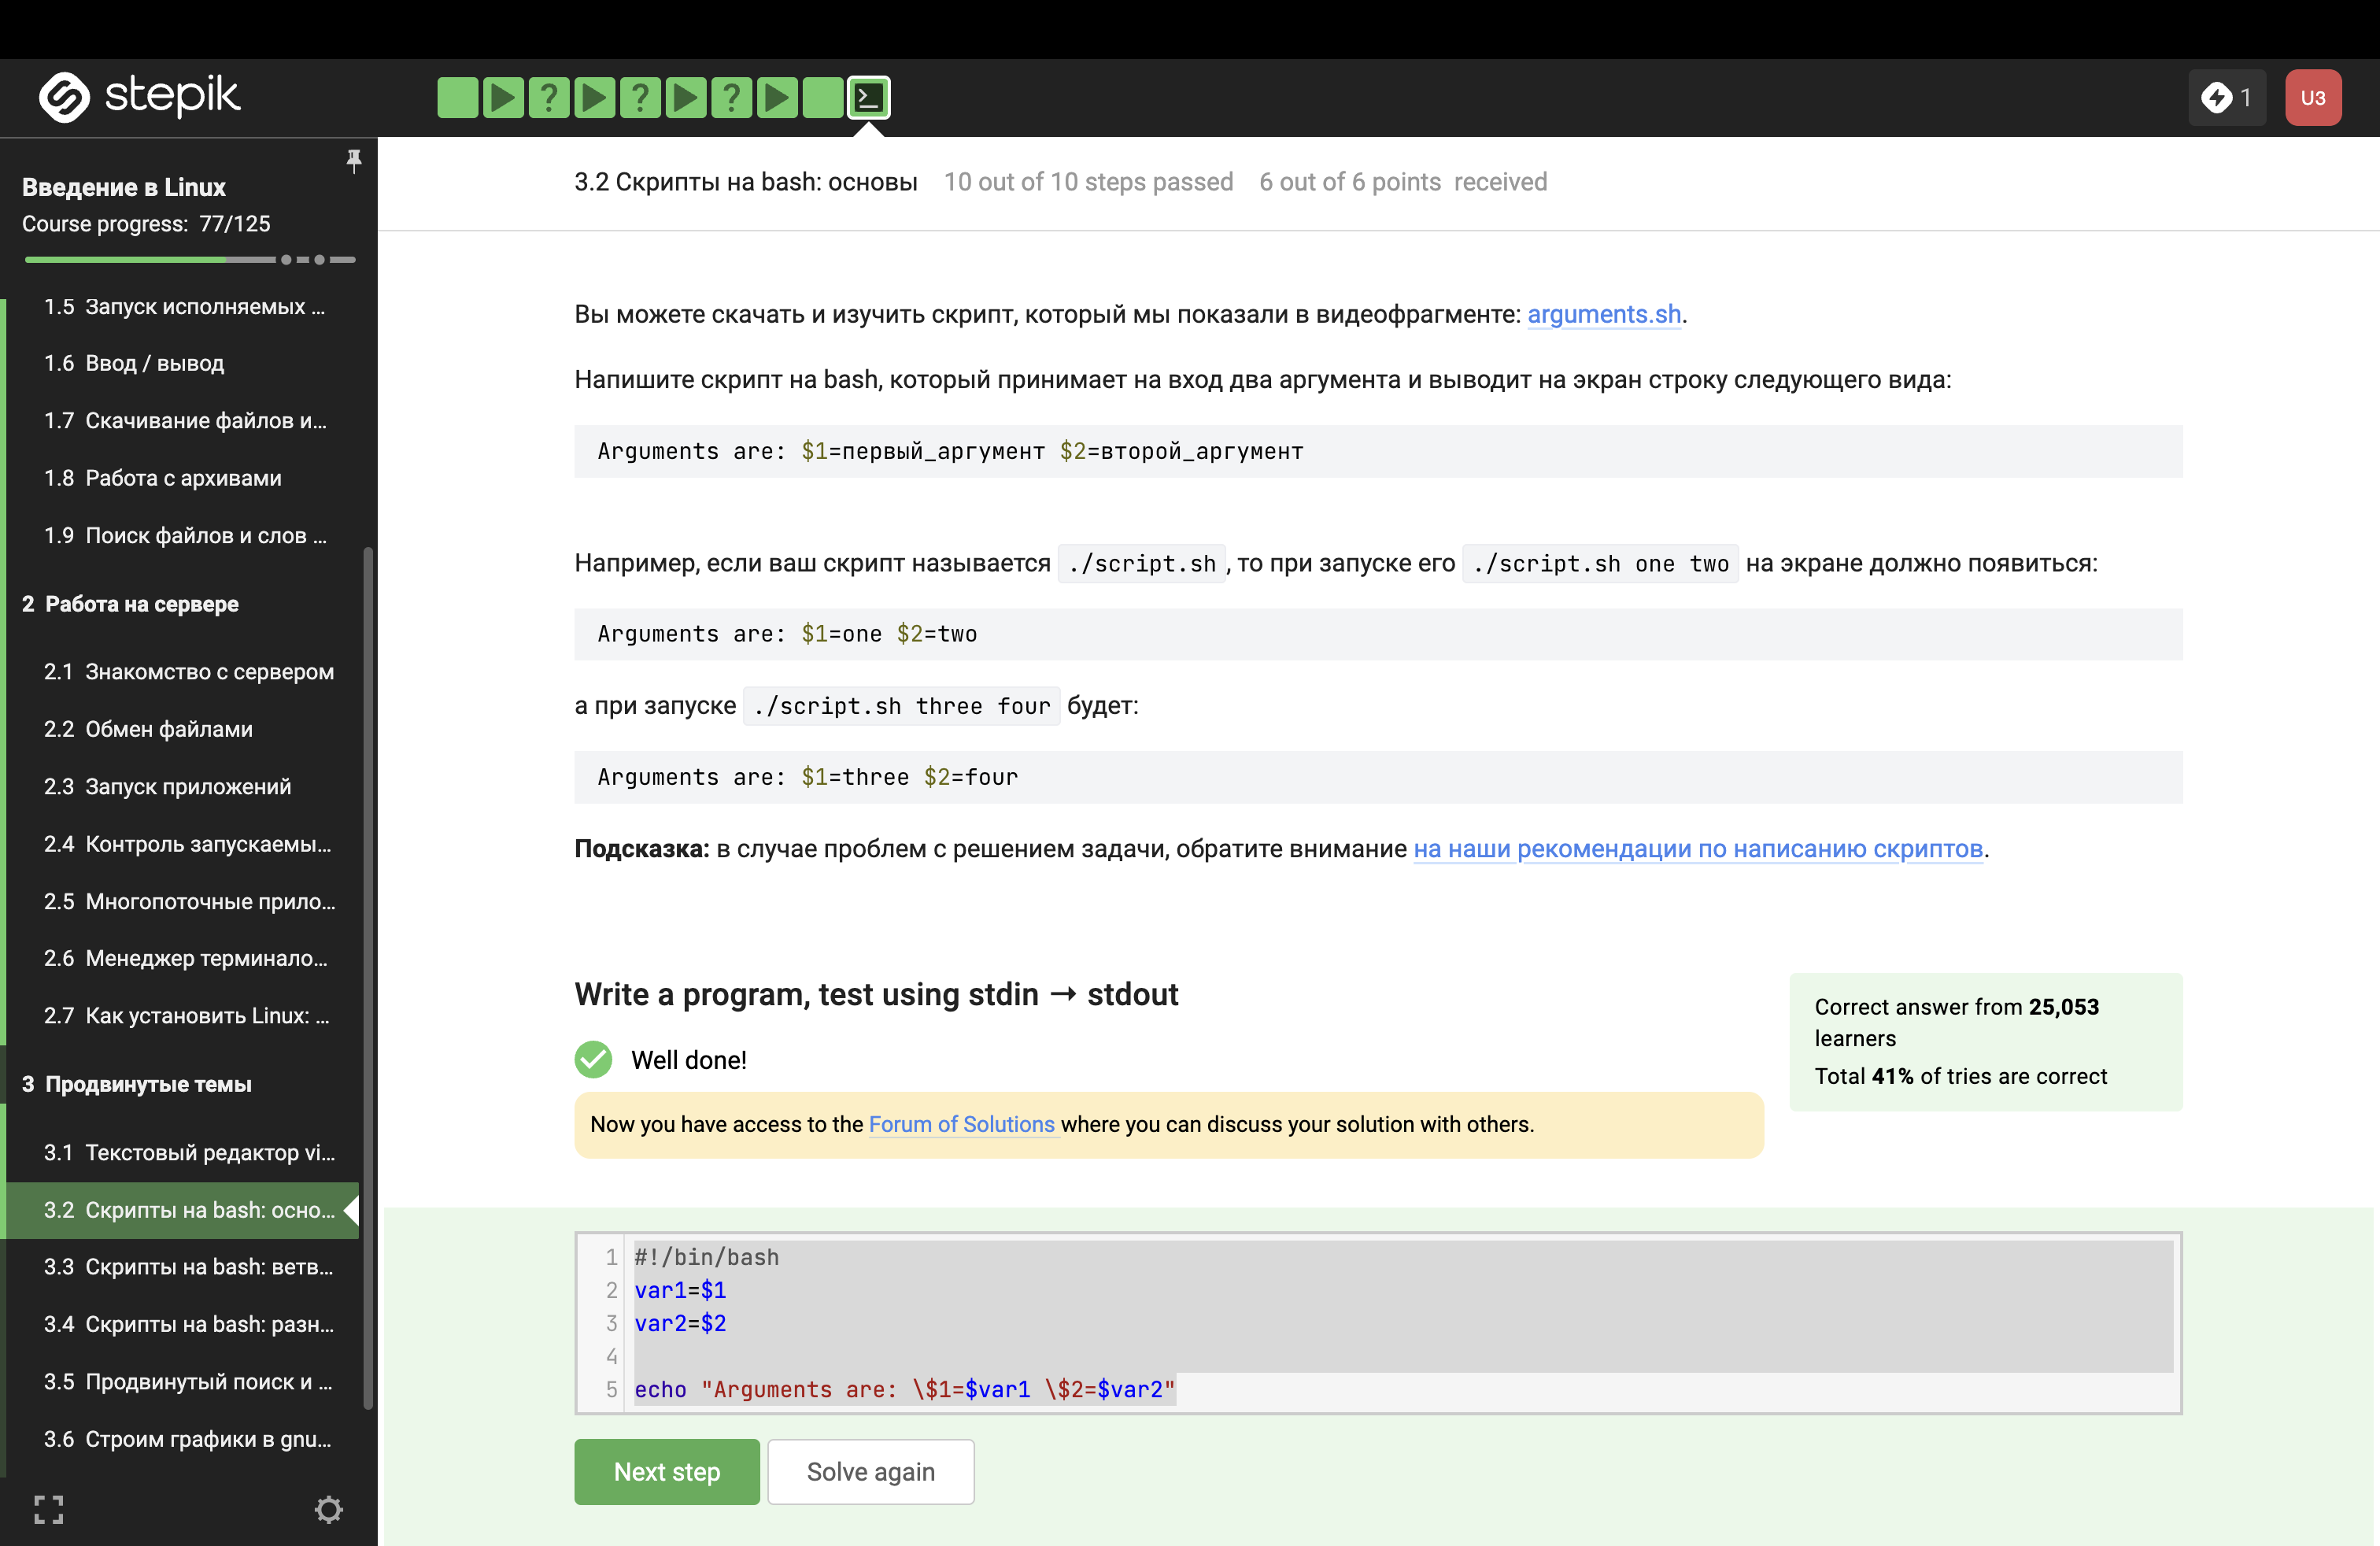 stepik
? ? ?
1
U3
Введение в Linux
Course progress: 77/125
1.5 Запуск исполняемых ...
1.6 Ввод / вывод
1.7 Скачивание файлов и...
1.8 Работа с архивами
1.9 Поиск файлов и слов ...
2 Работа на сервере
2.1 Знакомство с сервером
2.2 Обмен файлами
2.3 Запуск приложений
2.4 Контроль запускаемы...
2.5 Многопоточные прило...
2.6 Менеджер терминало...
2.7 Как установить Linux: ...
3 Продвинутые темы
3.1 Текстовый редактор vi...
3.2 Скрипты на bash: осно...
3.3 Скрипты на bash: ветв...
3.4 Скрипты на bash: разн...
3.5 Продвинутый поиск и ...
3.6 Строим графики в gnu...
3.2 Скрипты на bash: основы 10 out of 10 steps passed 6 out of 6 points received
Вы можете скачать и изучить скрипт, который мы показали в видеофрагменте: arguments.sh.
Напишите скрипт на bash, который принимает на вход два аргумента и выводит на экран строку следующего вида:
Arguments are: $1=первый_аргумент $2=второй_аргумент
Например, если ваш скрипт называется ./script.sh , то при запуске его ./script.sh one two на экране должно появиться:
Arguments are: $1=one $2=two
а при запуске ./script.sh three four будет:
Arguments are: $1=three $2=four
Подсказка: в случае проблем с решением задачи, обратите внимание на наши рекомендации по написанию скриптов.
Write a program, test using stdin → stdout
Well done!
Now you have access to the Forum of Solutions where you can discuss your solution with others.
Correct answer from 25,053
learners
Total 41% of tries are correct
1 #!/bin/bash
2 var1=$1
3 var2=$2
4
5 echo "Arguments are: \$1=$var1 \$2=$var2"
Next step
Solve again